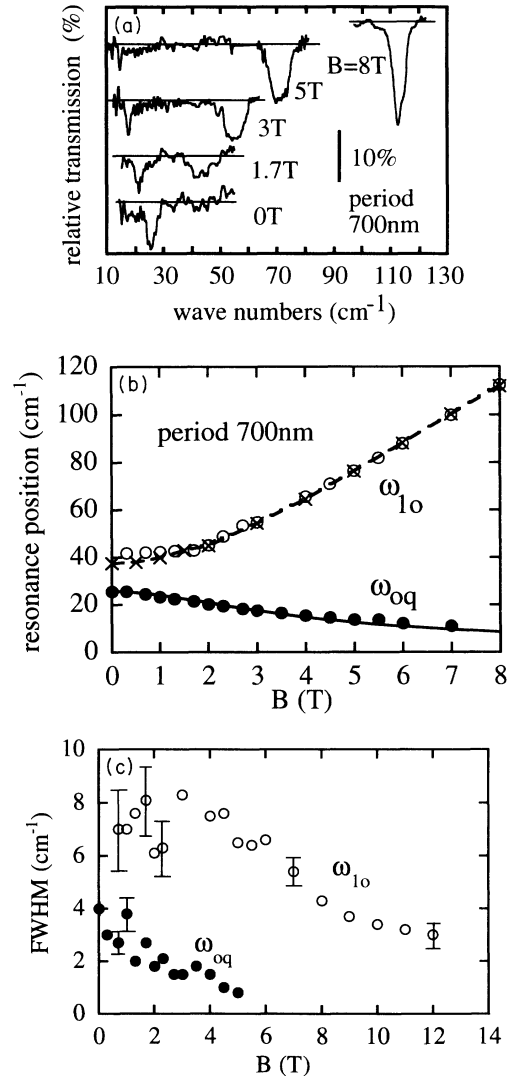 (a)
relative transmission (%)
B=8T
5T
3T
1.7T
0T
10%
period
700nm
10 30 50 70 90 110 130
wave numbers (cm⁻¹)
(b)
resonance position (cm⁻¹)
120
100
80
60
40
20
0
period 700nm
ω1o
ωoq
0 1 2 3 4 5 6 7 8
B (T)
(c)
FWHM (cm⁻¹)
10
8
6
4
2
0
ω1o
ωoq
0 2 4 6 8 10 12 14
B (T)